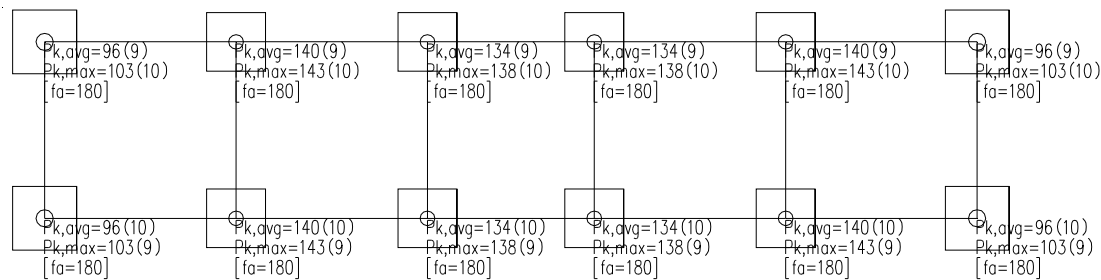 Pk,avg=96(9)
Pk,max=103(10)
[fa=180]
Pk,avg=140(9)
Pk,max=143(10)
[fa=180]
Pk,avg=134(9)
Pk,max=138(10)
[fa=180]
Pk,avg=134(9)
Pk,max=138(10)
[fa=180]
Pk,avg=140(9)
Pk,max=143(10)
[fa=180]
Pk,avg=96(9)
Pk,max=103(10)
[fa=180]
Pk,avg=96(10)
Pk,max=103(9)
[fa=180]
Pk,avg=140(10)
Pk,max=143(9)
[fa=180]
Pk,avg=134(10)
Pk,max=138(9)
[fa=180]
Pk,avg=134(10)
Pk,max=138(9)
[fa=180]
Pk,avg=140(10)
Pk,max=143(9)
[fa=180]
Pk,avg=96(10)
Pk,max=103(9)
[fa=180]